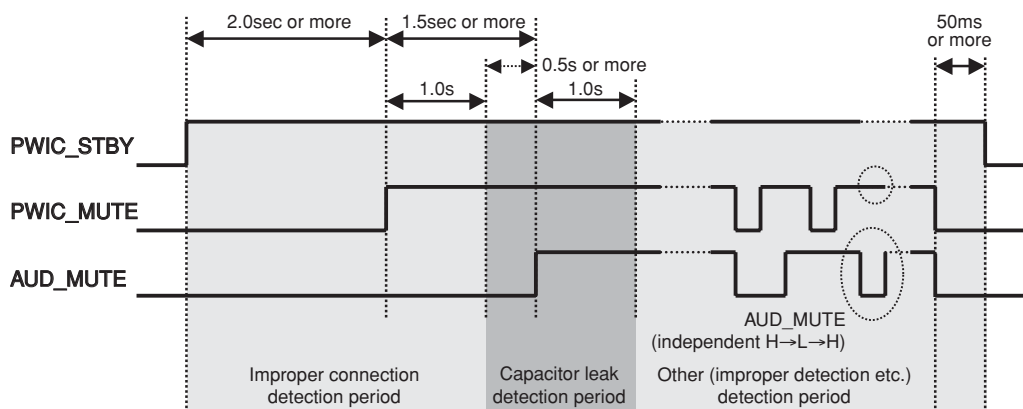 2.0sec or more
1.5sec or more
50ms
or more
0.5s or more
1.0s
1.0s
PWIC_STBY
PWIC_MUTE
AUD_MUTE
AUD_MUTE
(independent H→L→H)
Improper connection
detection period
Capacitor leak
detection period
Other (improper detection etc.)
detection period